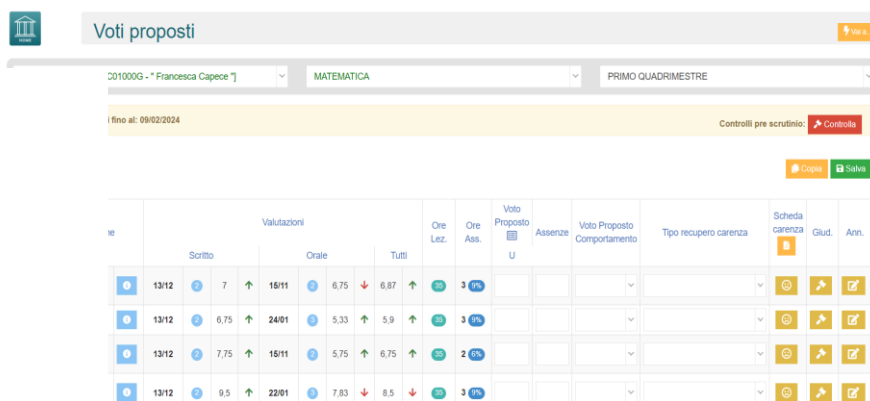 HOME
Voti proposti
Vai a
C01000G - " Francesca Capece "]
MATEMATICA
PRIMO QUADRIMESTRE
fino al: 09/02/2024
Controlli pre scrutinio:
Controlla
Copia
Salva
Valutazioni
Ore Lez.
Ore Ass.
Voto Proposto
Assenze
Voto Proposto Comportamento
Tipo recupero carenza
Scheda carenza
Giud.
Ann.
Scritto
Orale
Tutti
U
13/12 2 7 15/11 2 6,75 6,87 35 3 9%
13/12 2 6,75 24/01 3 5,33 5,9 35 3 9%
13/12 2 7,75 15/11 2 5,75 6,75 35 2 6%
13/12 2 9,5 22/01 3 7,83 8,5 35 3 9%